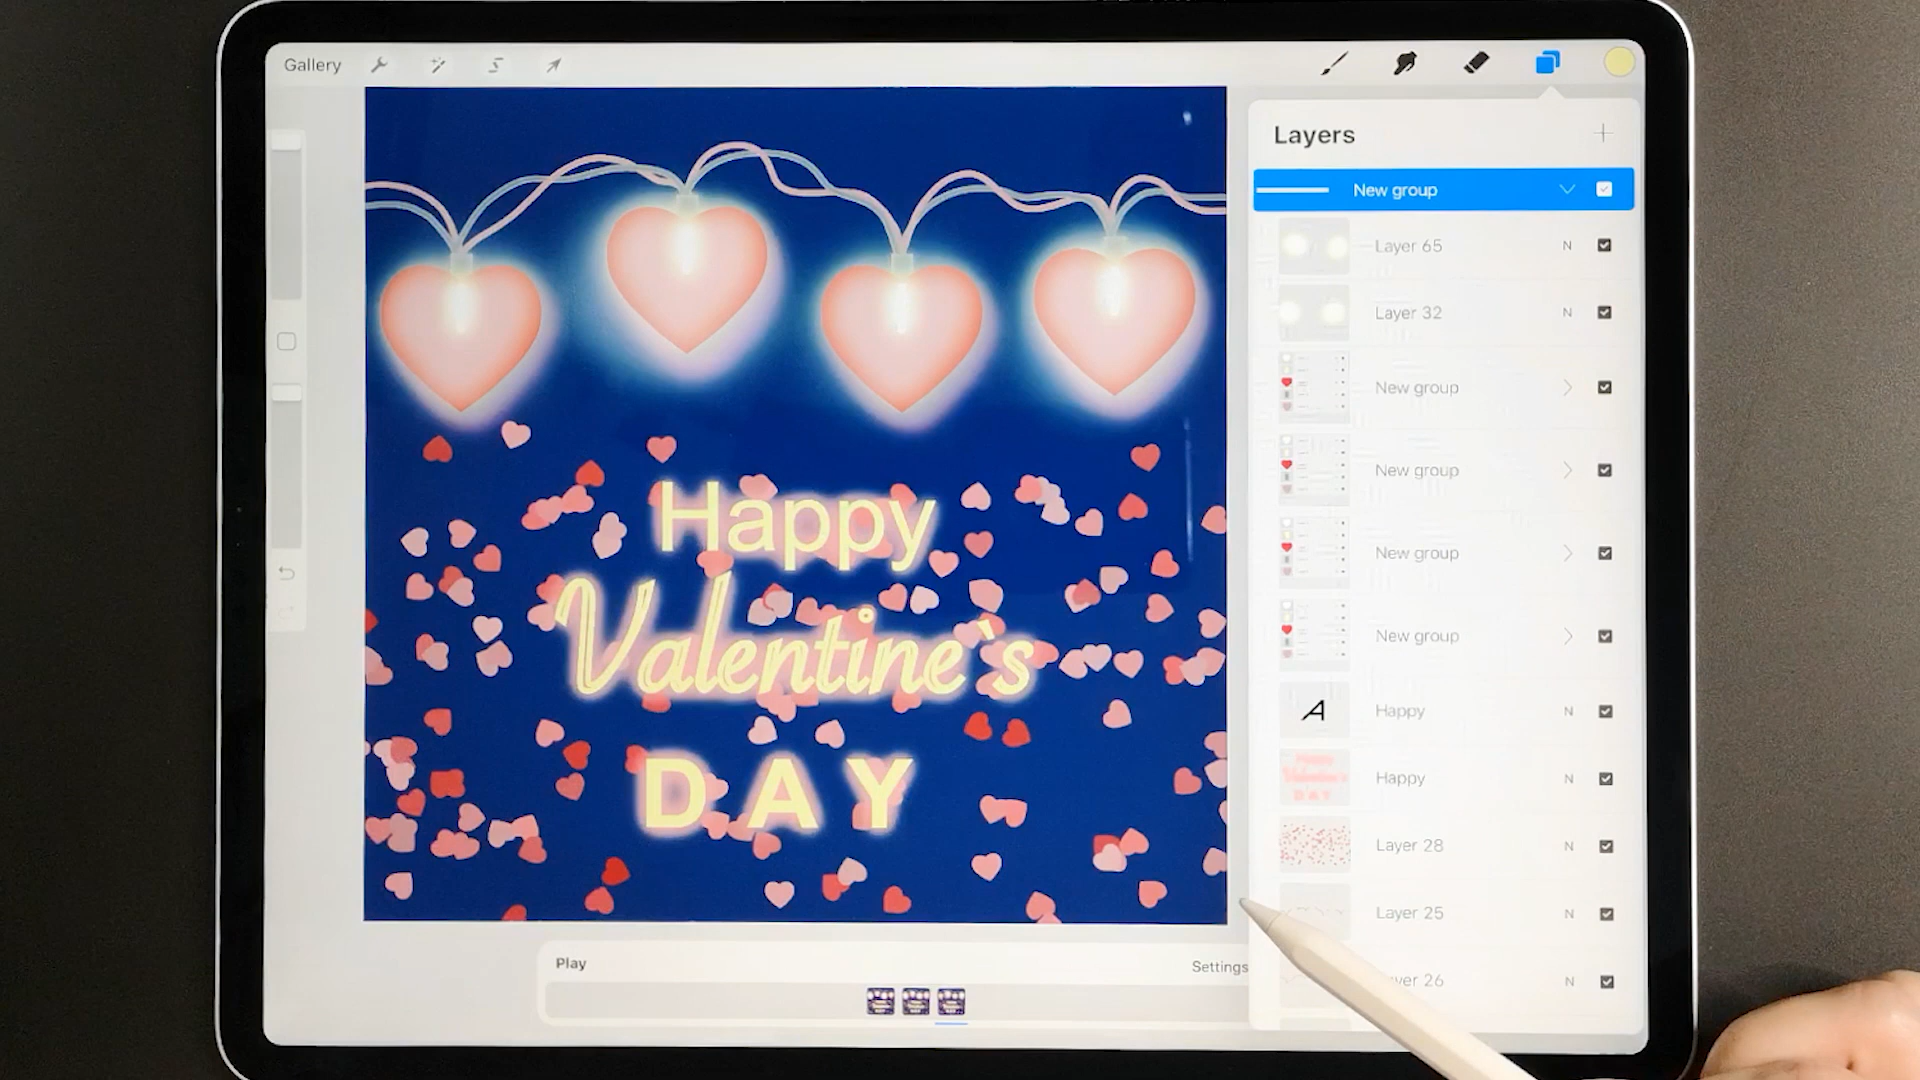 Gallery
Layers
New group
Layer 65 N
Layer 32 N
New group
New group
New group
New group
A Happy N
Happy N
Layer 28 N
Layer 25 N
26 N
Happy
Valentine's
DAY
Play
Settings